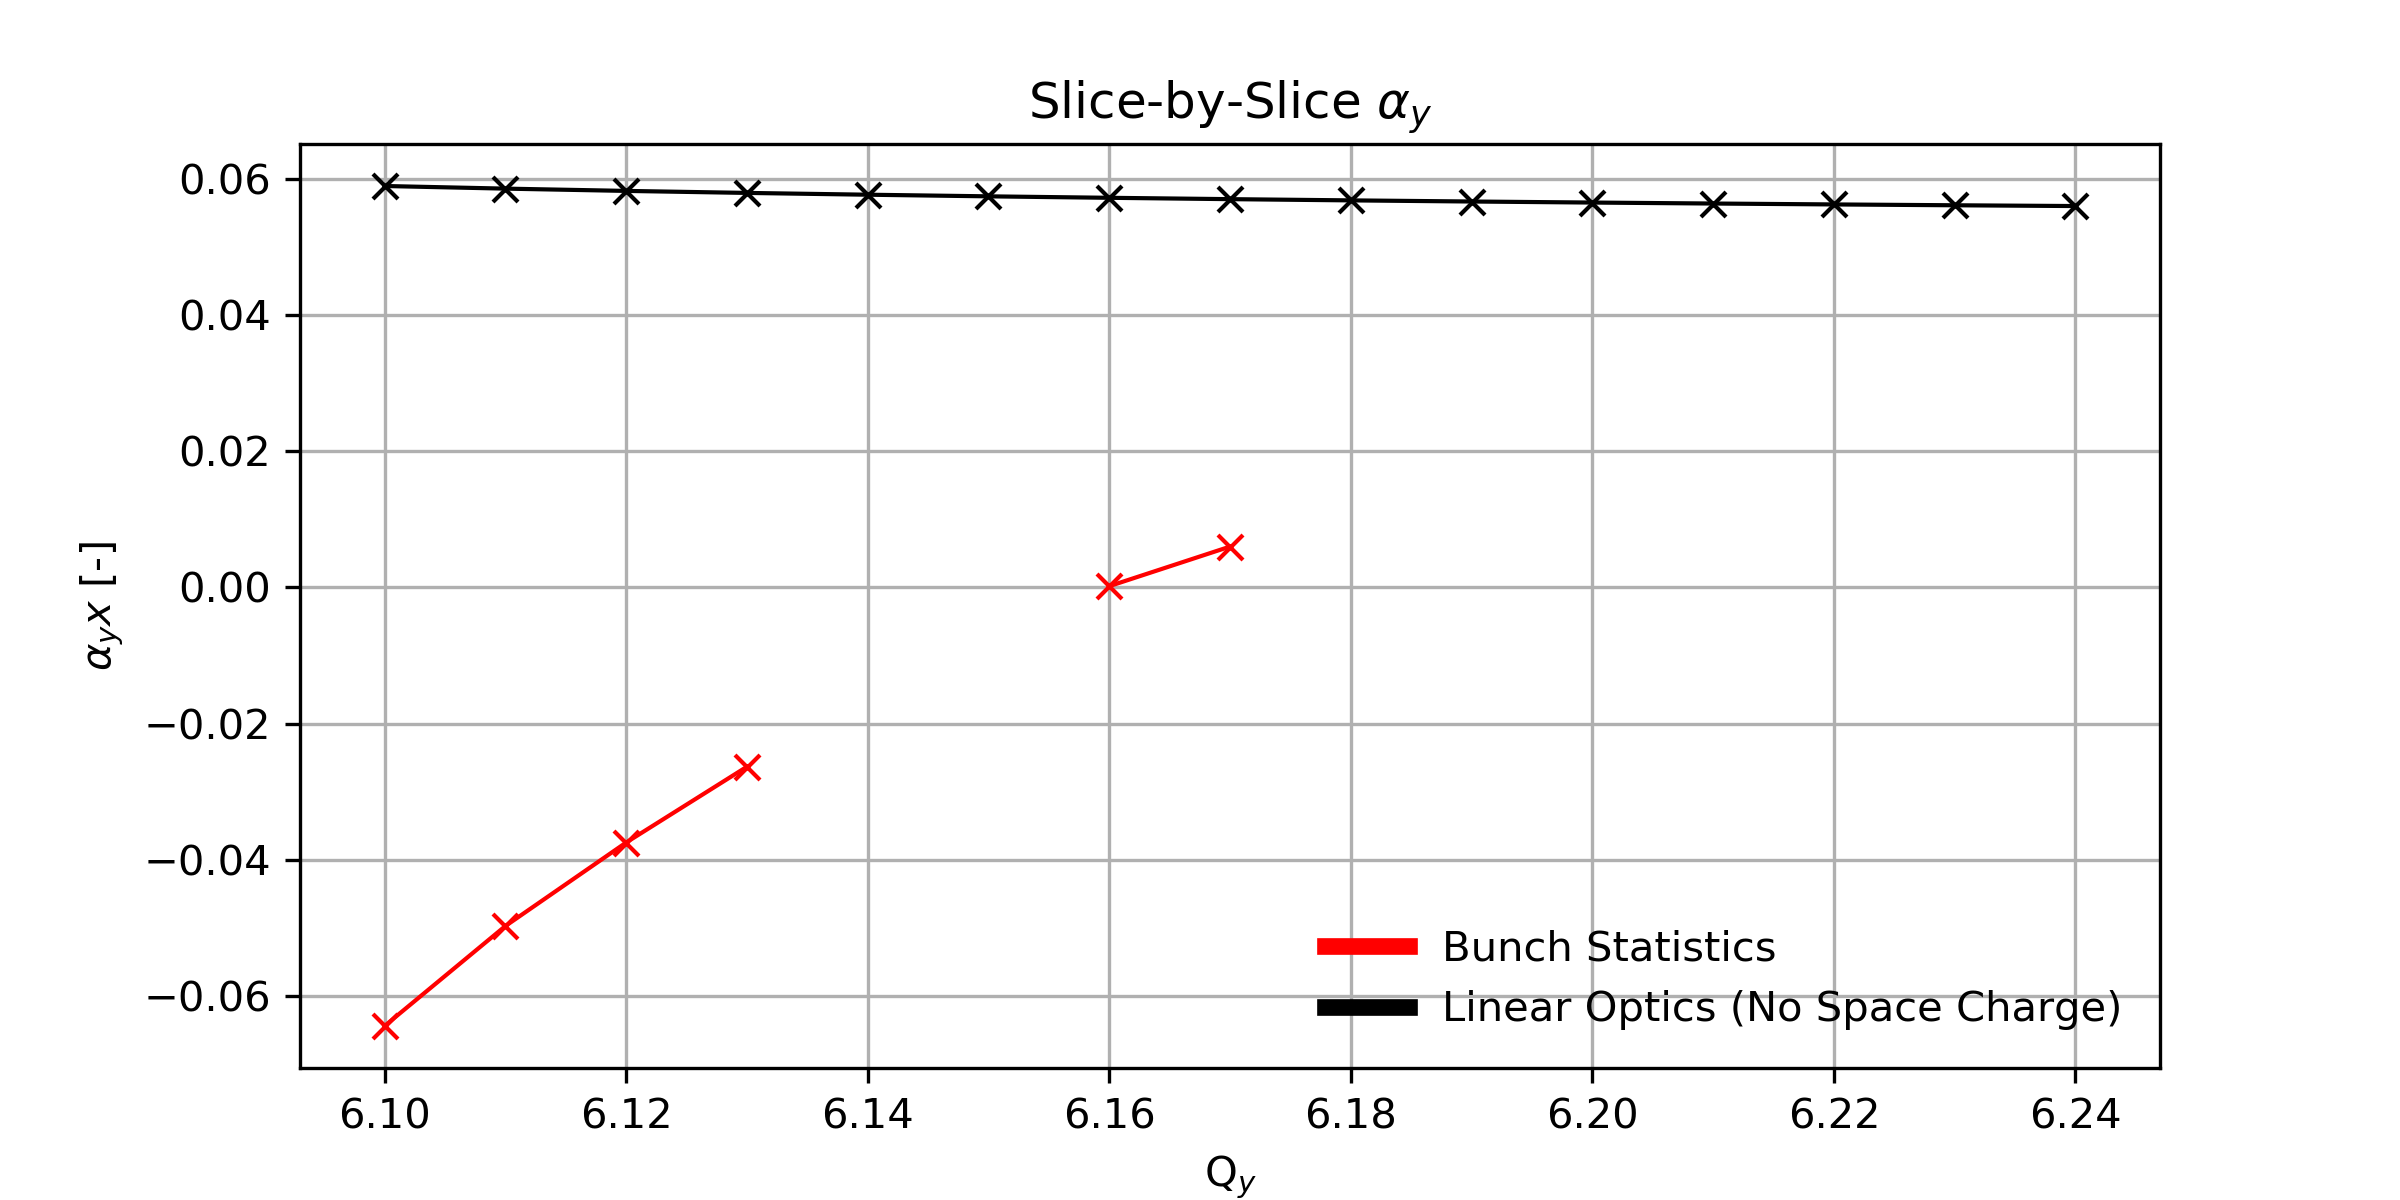 Slice-by-Slice αy
0.06
0.04
0.02
0.00
−0.02
−0.04
−0.06
αyx [-]
Bunch Statistics
Linear Optics (No Space Charge)
6.10 6.12 6.14 6.16 6.18 6.20 6.22 6.24
Qy